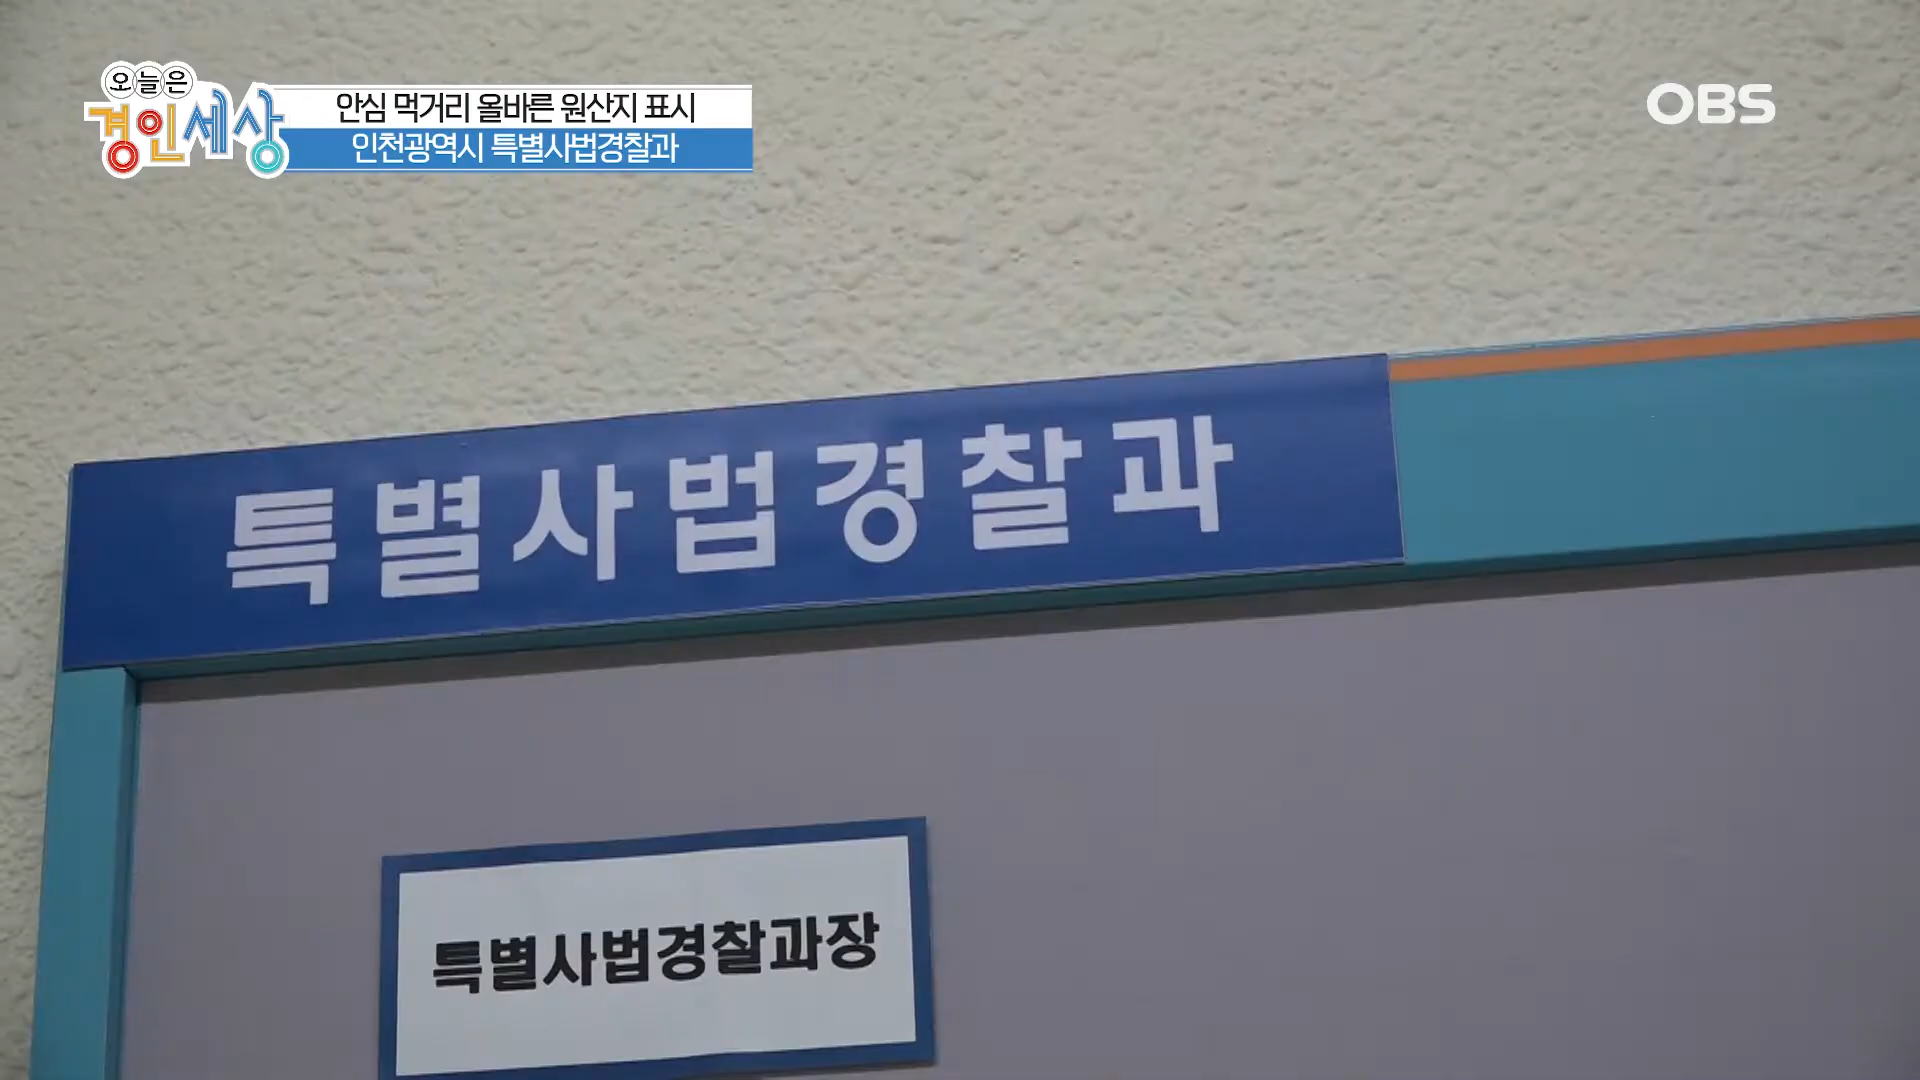 오늘은
경인세상
안심 먹거리 올바른 원산지 표시
인천광역시 특별사법경찰과
OBS
특별사법경찰과
특별사법경찰과장